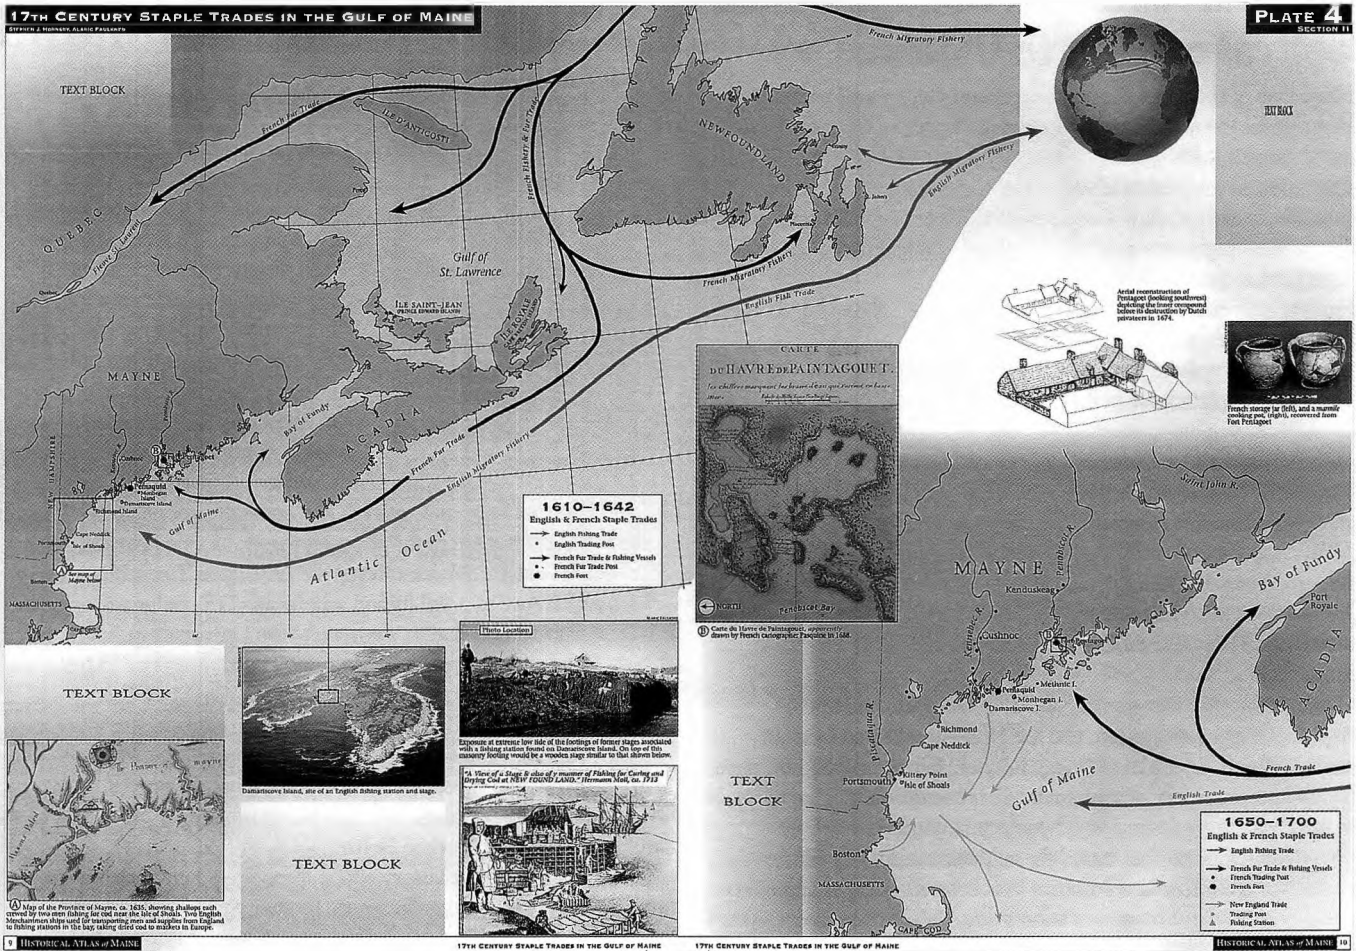 17TH CENTURY STAPLE TRADES IN THE GULF OF MAINE
STEPHEN J. HORNSBY, ALARIC FAULKNER
PLATE 4
SECTION II
TEXT BLOCK
TEXT BLOCK
French Migratory Fishery
French Fur Trade
ILE D'ANTICOSTI
French Fishery & Fur Trade
NEWFOUNDLAND
English Migratory Fishery
St. John's
QUEBEC
Fleuve St. Laurent
Quebec
Gulf of
St. Lawrence
French Migratory Fishery
English Fish Trade
ILE SAINT-JEAN
(PRINCE EDWARD ISLAND)
ILE ROYALE
MAYNE
Bay of Fundy
ACADIA
NEW HAMPSHIRE
Cushnoc
B
Pemaquid
Monhegan
Island
Damariscove Island
Richmond Island
Cape Neddick
Portsmouth
Isle of Shoals
A
See map of
Mayne below
Boston
MASSACHUSETTS
Gulf of Maine
French Fur Trade
English Migratory Fishery
Atlantic Ocean
1610–1642
English & French Staple Trades
English Fishing Trade
English Trading Post
French Fur Trade & Fishing Vessels
French Fur Trade Post
French Fort
CARTE
DU HAVRE DE PAINTAGOUET.
NORTH
Penobscot Bay
B Carte du Havre de Paintagouet, apparently
drawn by French cartographer Pasquine in 1688.
Aerial reconstruction of
Pentagoet (looking southwest)
depicting the inner compound
before its destruction by Dutch
privateers in 1674.
French storage jar (left), and a marmite
cooking pot, (right), recovered from
Fort Pentagoet
TEXT BLOCK
A Map of the Province of Mayne, ca. 1635, showing shallops each
crewed by two men fishing for cod near the Isle of Shoals. Two English
Merchantmen ships used for transporting men and supplies from England
to fishing stations in the bay, taking dried cod to markets in Europe.
Damariscove Island, site of an English fishing station and stage.
TEXT BLOCK
Photo Location
Exposure at extreme low tide of the footings of former stages associated
with a fishing station found on Damariscove Island. On top of this
masonry footing would be a wooden stage similar to that shown below.
"A View of a Stage & also of y manner of Fishing for Curing and
Drying Cod at NEW FOUND LAND." Hermann Moll, ca. 1713
TEXT
BLOCK
Saint John R.
Penobscot R.
MAYNE
Kenduskeag
Kennebec R.
Cushnoc
B
Bay of Fundy
Port
Royale
ACADIA
Pemaquid
Metinic I.
Monhegan I.
Damariscove I.
Richmond
Cape Neddick
Piscataqua R.
Portsmouth
Kittery Point
Isle of Shoals
Gulf of Maine
French Trade
English Trade
Boston
MASSACHUSETTS
CAPE COD
1650–1700
English & French Staple Trades
English Fishing Trade
French Fur Trade & Fishing Vessels
French Trading Post
French Fort
New England Trade
Trading Post
Fishing Station
9 HISTORICAL ATLAS of MAINE
17TH CENTURY STAPLE TRADES IN THE GULF OF MAINE
17TH CENTURY STAPLE TRADES IN THE GULF OF MAINE
HISTORICAL ATLAS of MAINE 10